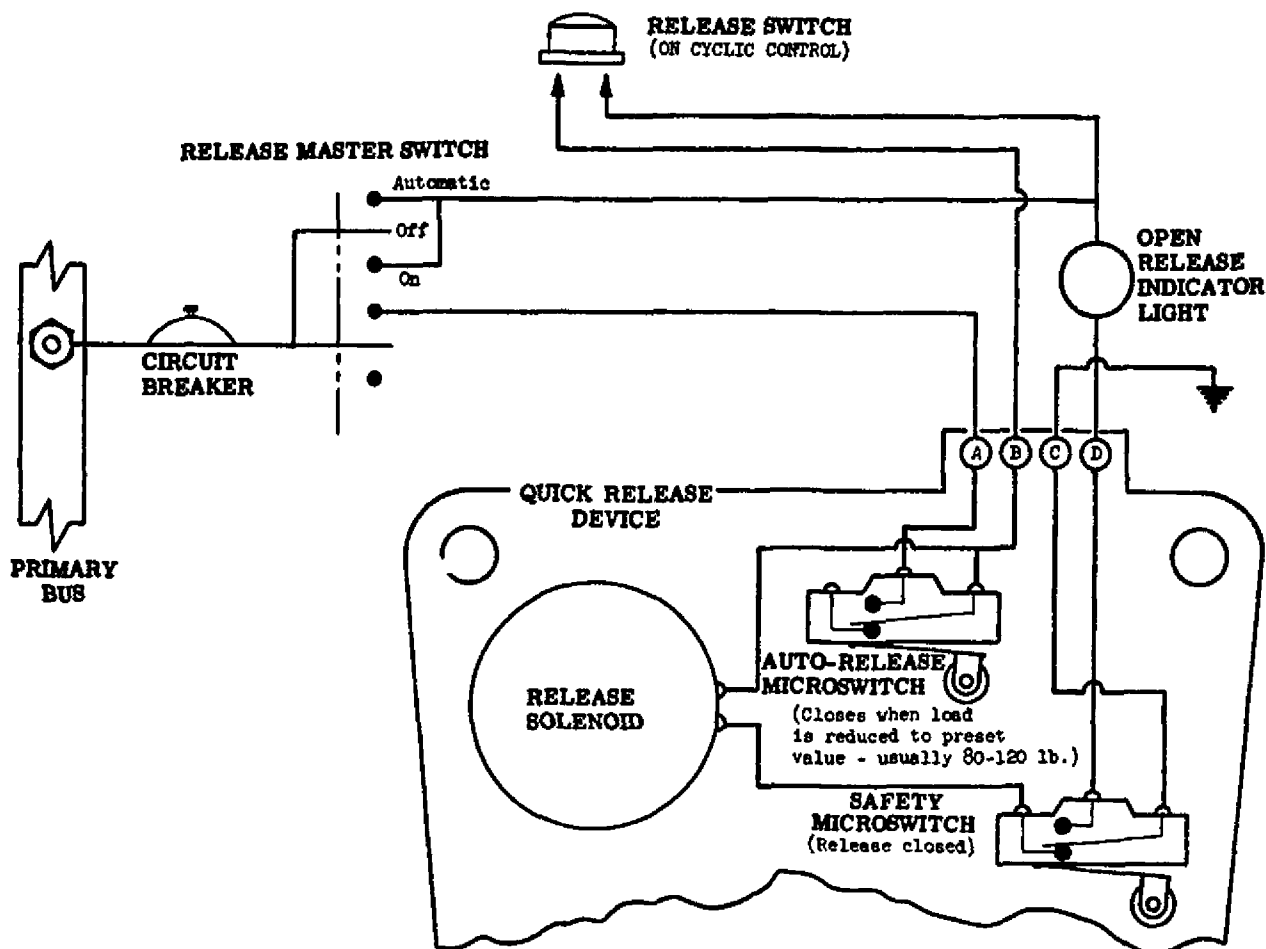 RELEASE SWITCH
(ON CYCLIC CONTROL)
RELEASE MASTER SWITCH
Automatic
Off
On
OPEN
RELEASE
INDICATOR
LIGHT
CIRCUIT
BREAKER
PRIMARY
BUS
A B C D
QUICK RELEASE
DEVICE
RELEASE
SOLENOID
AUTO-RELEASE
MICROSWITCH
(Closes when load
is reduced to preset
value - usually 80-120 lb.)
SAFETY
MICROSWITCH
(Release closed)